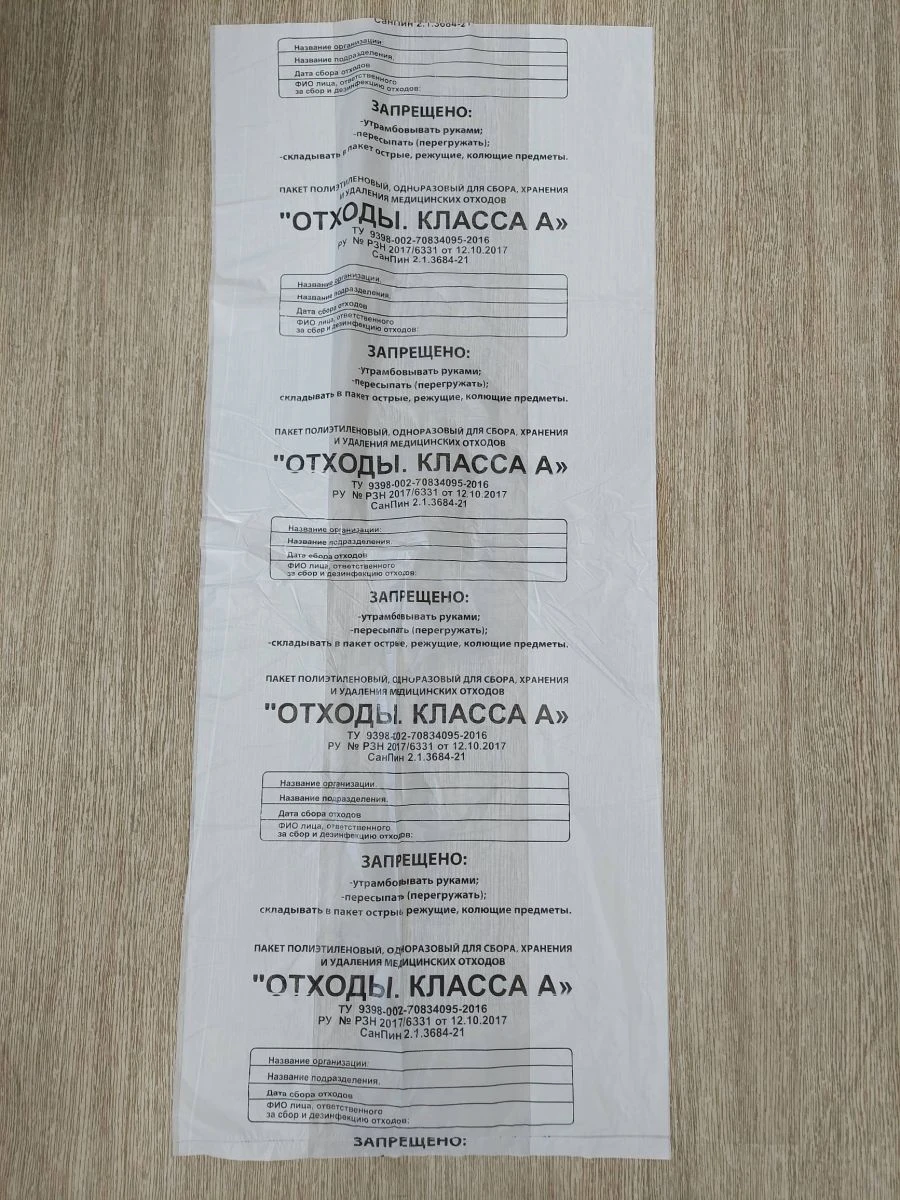 СанПин 2.1.3684-21
Название организации:
Название подразделения.
Дата сбора отходов
ФИО лица, ответственного
за сбор и дезинфекцию отходов:
ЗАПРЕЩЕНО:
-утрамбовывать руками;
-пересыпать (перегружать);
-складывать в пакет острые, режущие, колющие предметы.
ПАКЕТ ПОЛИЭТИЛЕНОВЫЙ, ОДНОРАЗОВЫЙ ДЛЯ СБОРА, ХРАНЕНИЯ
И УДАЛЕНИЯ МЕДИЦИНСКИХ ОТХОДОВ
"ОТХОДЫ. КЛАССА А»
ТУ 9398-002-70834095-2016
РУ № РЗН 2017/6331 от 12.10.2017
СанПин 2.1.3684-21
Название организации.
Название подразделения.
Дата сбора отходов
ФИО лица, ответственного
за сбор и дезинфекцию отходов:
ЗАПРЕЩЕНО:
-утрамбовывать руками;
-пересыпать (перегружать);
складывать в пакет острые, режущие, колющие предметы.
ПАКЕТ ПОЛИЭТИЛЕНОВЫЙ, ОДНОРАЗОВЫЙ ДЛЯ СБОРА, ХРАНЕНИЯ
И УДАЛЕНИЯ МЕДИЦИНСКИХ ОТХОДОВ
"ОТХОДЫ. КЛАССА А»
ТУ 9398-002-70834095-2016
РУ № РЗН 2017/6331 от 12.10.2017
СанПин 2.1.3684-21
Название организации:
Название подразделения.
Дата сбора отходов
ФИО лица, ответственного
за сбор и дезинфекцию отходов:
ЗАПРЕЩЕНО:
-утрамбовывать руками;
-пересыпать (перегружать);
-складывать в пакет острые, режущие, колющие предметы.
ПАКЕТ ПОЛИЭТИЛЕНОВЫЙ, ОДНОРАЗОВЫЙ ДЛЯ СБОРА, ХРАНЕНИЯ
И УДАЛЕНИЯ МЕДИЦИНСКИХ ОТХОДОВ
"ОТХОДЫ. КЛАССА А»
ТУ 9398-002-70834095-2016
РУ № РЗН 2017/6331 от 12.10.2017
СанПин 2.1.3684-21
Название организации.
Название подразделения.
Дата сбора отходов
ФИО лица, ответственного
за сбор и дезинфекцию отходов:
ЗАПРЕЩЕНО:
-утрамбовывать руками;
-пересыпать (перегружать);
складывать в пакет острые режущие, колющие предметы.
ПАКЕТ ПОЛИЭТИЛЕНОВЫЙ, ОДНОРАЗОВЫЙ ДЛЯ СБОРА, ХРАНЕНИЯ
И УДАЛЕНИЯ МЕДИЦИНСКИХ ОТХОДОВ
"ОТХОДЫ. КЛАССА А»
ТУ 9398-002-70834095-2016
РУ № РЗН 2017/6331 от 12.10.2017
СанПин 2.1.3684-21
Название организации:
Название подразделения.
Дата сбора отходов
ФИО лица, ответственного
за сбор и дезинфекцию отходов:
ЗАПРЕЩЕНО: